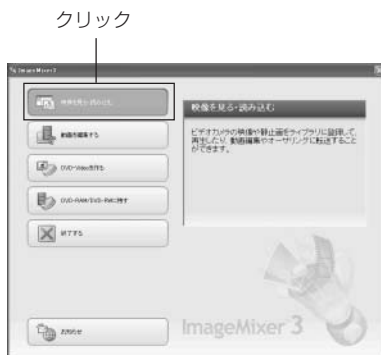 クリック
ImageMixer3
映像を見る・読み込む
映像を見る・読み込む
ビデオカメラの映像や静止画をライブラリに登録して、
再生したり、動画編集やオーサリングに転送すること
ができます。
動画を編集する
DVD-Videoを作る
DVD-RAM/DVD-RWに残す
終了する
お知らせ
ImageMixer 3